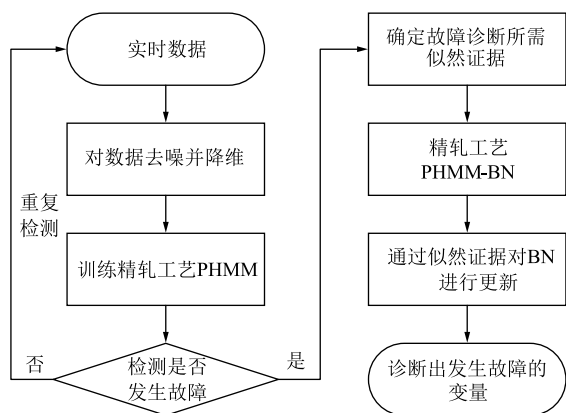 实时数据
对数据去噪并降维
重复
检测
训练精轧工艺PHMM
否
检测是否
发生故障
是
确定故障诊断所需
似然证据
精轧工艺
PHMM-BN
通过似然证据对BN
进行更新
诊断出发生故障的
变量